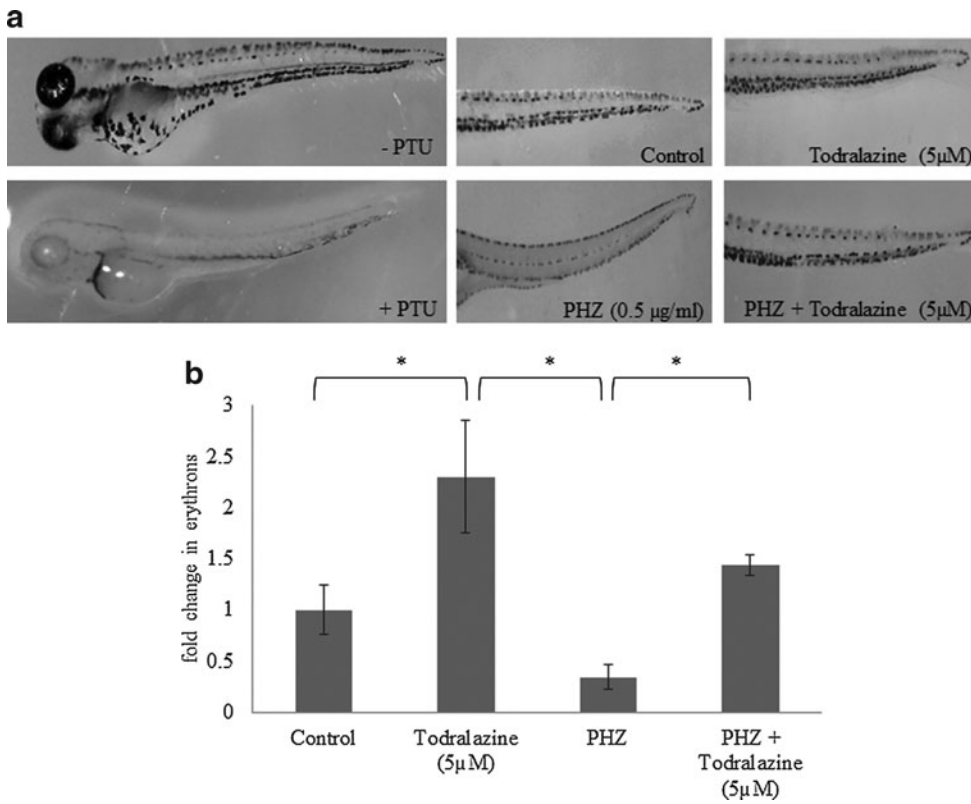 a
- PTU
Control
Todralazine (5μM)
+ PTU
PHZ (0.5 μg/ml)
PHZ + Todralazine (5μM)
b
* * *
fold change in erythrons
3
2.5
2
1.5
1
0.5
0
Control
Todralazine
(5μM)
PHZ
PHZ +
Todralazine
(5μM)